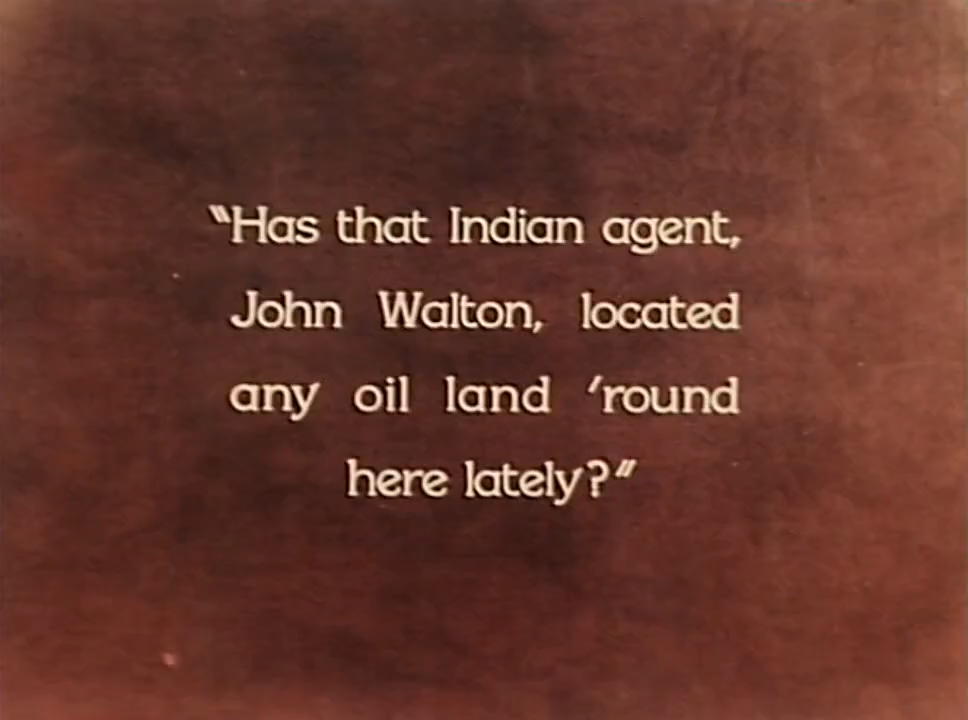 "Has that Indian agent,
John Walton, located
any oil land 'round
here lately?"